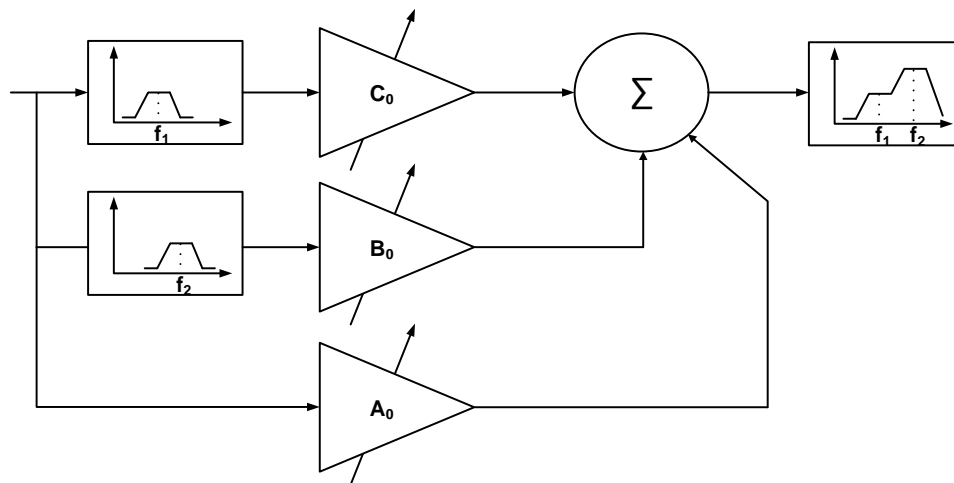 f₁
C₀
Σ
f₁ f₂
f₂
B₀
A₀